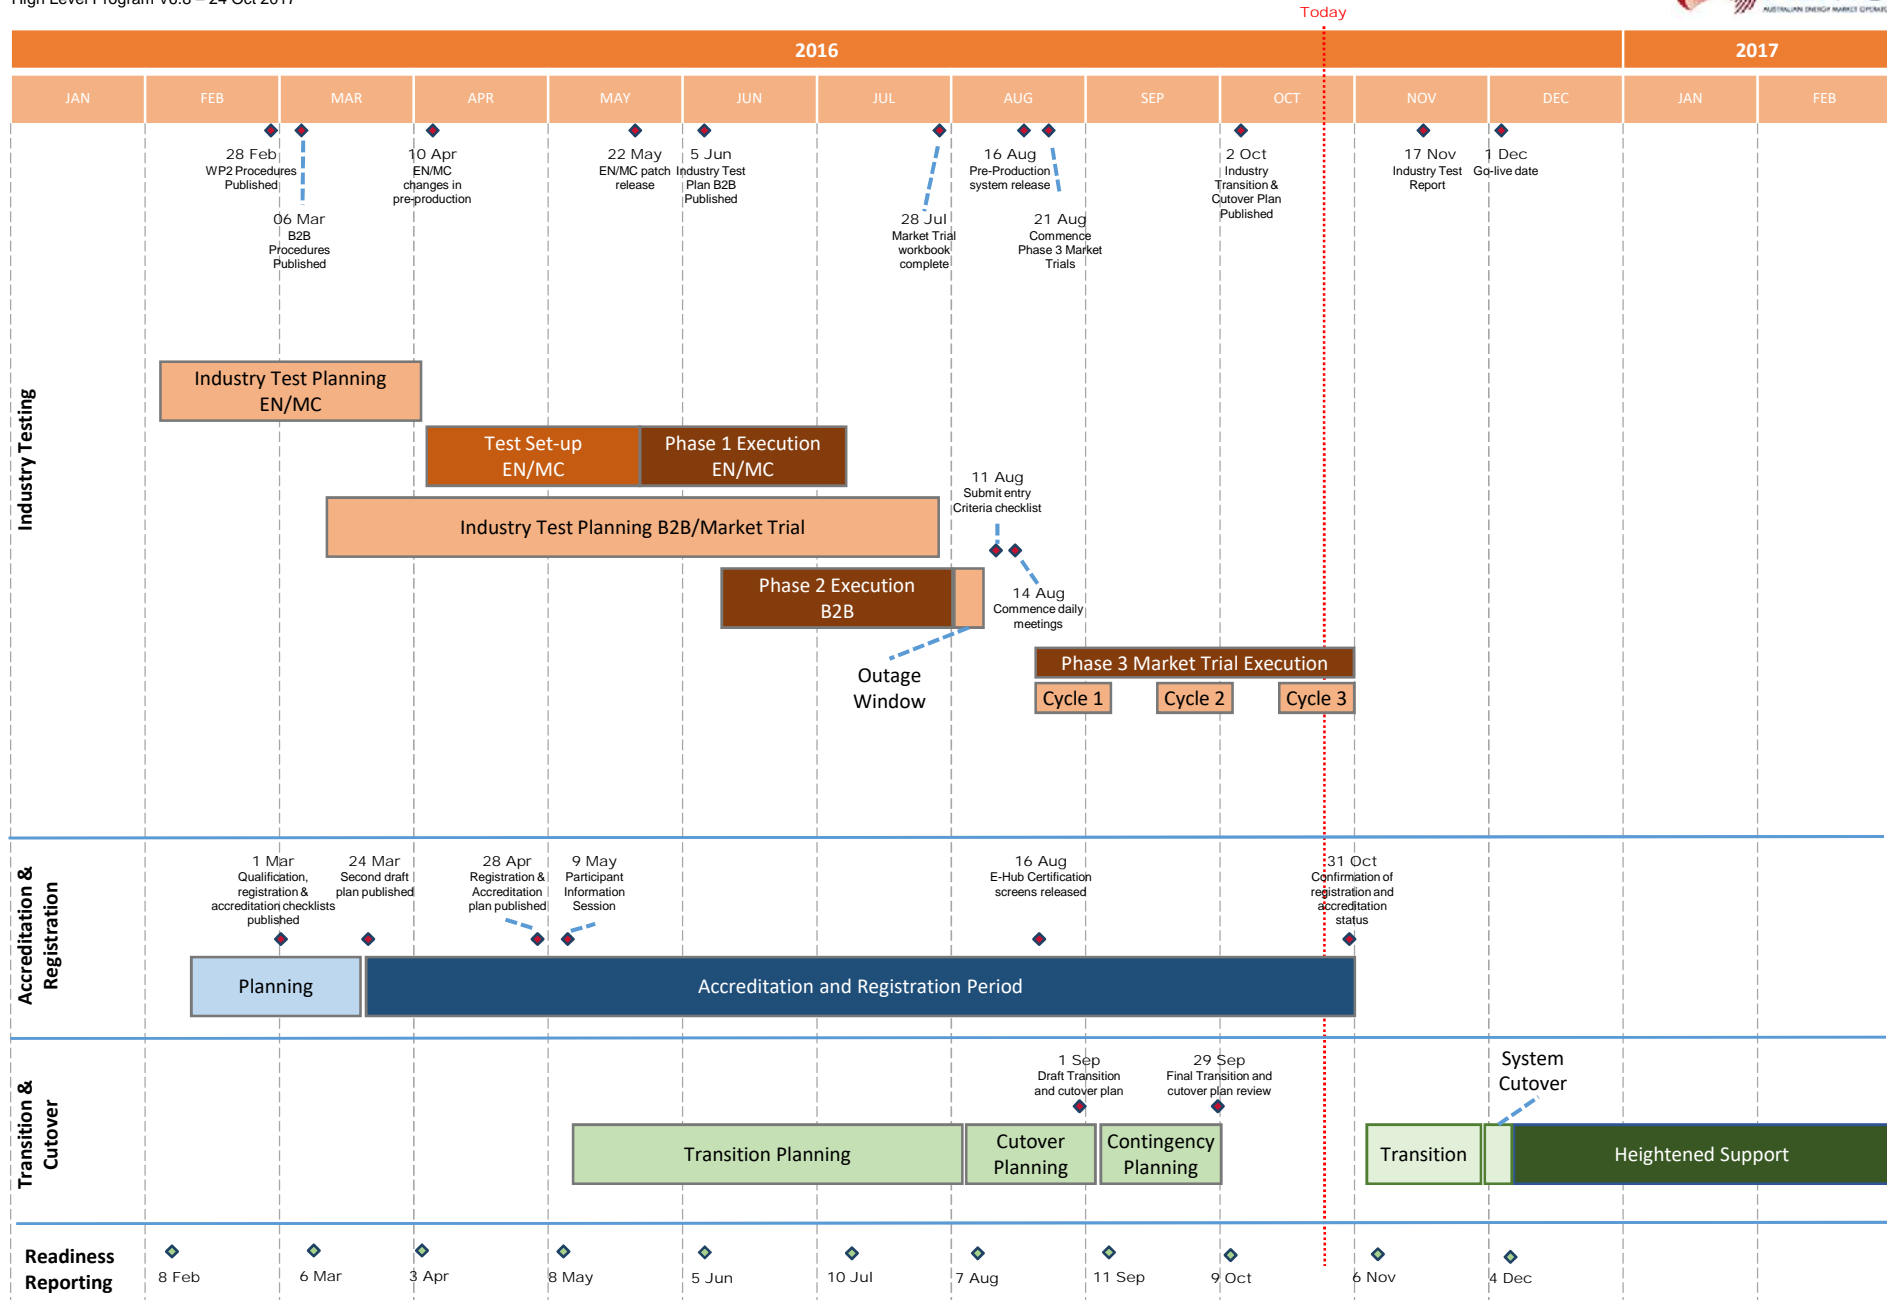 High Level Program V6.8 – 24 Oct 2017
Today
AUSTRALIAN ENERGY MARKET OPERATOR
2016
2017
JAN
FEB
MAR
APR
MAY
JUN
JUL
AUG
SEP
OCT
NOV
DEC
JAN
FEB
28 Feb
WP2 Procedures
Published
06 Mar
B2B
Procedures
Published
10 Apr
EN/MC
changes in
pre-production
22 May
EN/MC patch
release
5 Jun
Industry Test
Plan B2B
Published
28 Jul
Market Trial
workbook
complete
16 Aug
Pre-Production
system release
21 Aug
Commence
Phase 3 Market
Trials
2 Oct
Industry
Transition &
Cutover Plan
Published
17 Nov
Industry Test
Report
1 Dec
Go-live date
Industry Testing
Industry Test Planning
EN/MC
Test Set-up
EN/MC
Phase 1 Execution
EN/MC
Industry Test Planning B2B/Market Trial
11 Aug
Submit entry
Criteria checklist
Phase 2 Execution
B2B
14 Aug
Commence daily
meetings
Outage
Window
Phase 3 Market Trial Execution
Cycle 1
Cycle 2
Cycle 3
Accreditation &
Registration
1 Mar
Qualification,
registration &
accreditation checklists
published
24 Mar
Second draft
plan published
28 Apr
Registration &
Accreditation
plan published
9 May
Participant
Information
Session
16 Aug
E-Hub Certification
screens released
31 Oct
Confirmation of
registration and
accreditation
status
Planning
Accreditation and Registration Period
Transition &
Cutover
1 Sep
Draft Transition
and cutover plan
29 Sep
Final Transition and
cutover plan review
System
Cutover
Transition Planning
Cutover
Planning
Contingency
Planning
Transition
Heightened Support
Readiness
Reporting
8 Feb
6 Mar
3 Apr
8 May
5 Jun
10 Jul
7 Aug
11 Sep
9 Oct
6 Nov
4 Dec